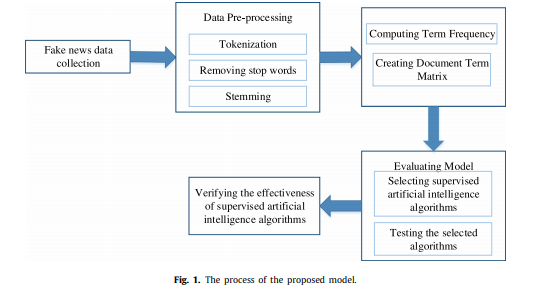 Fake news data
collection
Data Pre-processing
Tokenization
Removing stop words
Stemming
Computing Term Frequency
Creating Document Term
Matrix
Evaluating Model
Selecting supervised
artificial intelligence
algorithms
Testing the selected
algorithms
Verifying the effectiveness
of supervised artificial
intelligence algorithms
Fig. 1. The process of the proposed model.